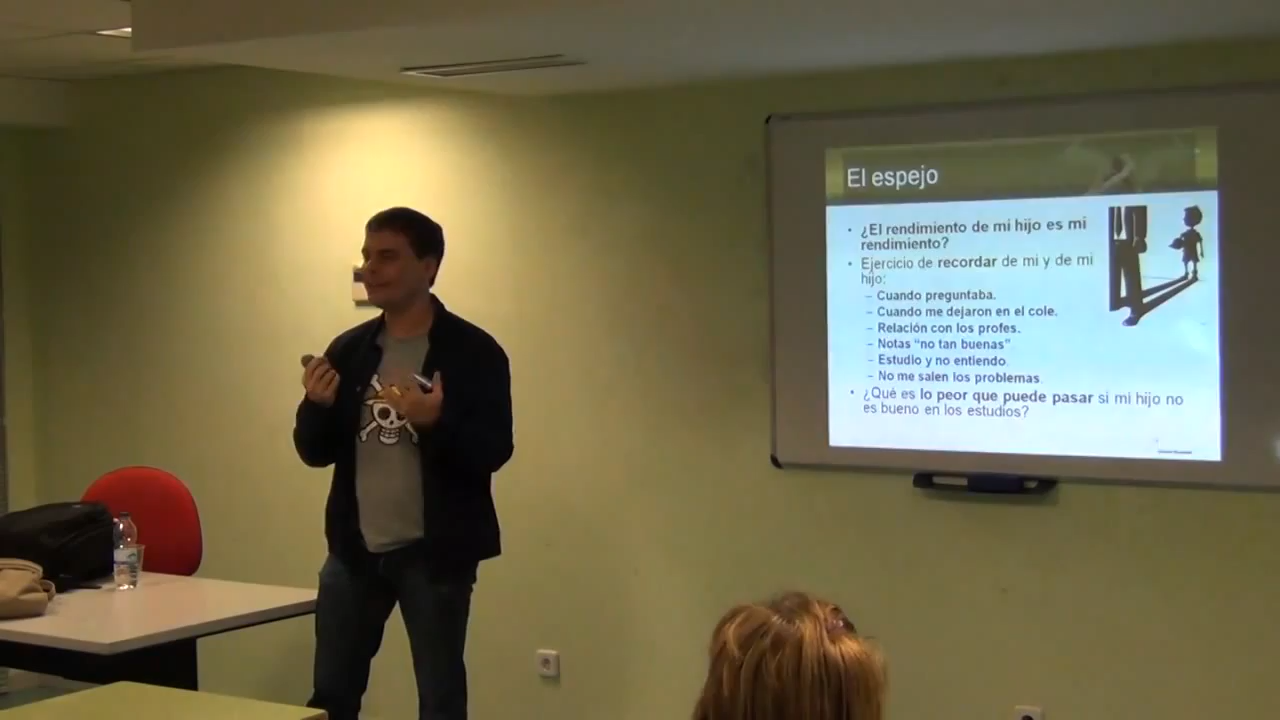 El espejo
• ¿El rendimiento de mi hijo es mi
rendimiento?
• Ejercicio de recordar de mi y de mi
hijo:
– Cuando preguntaba.
– Cuando me dejaron en el cole.
– Relación con los profes.
– Notas “no tan buenas”
– Estudio y no entiendo.
– No me salen los problemas.
• ¿Qué es lo peor que puede pasar si mi hijo no
es bueno en los estudios?